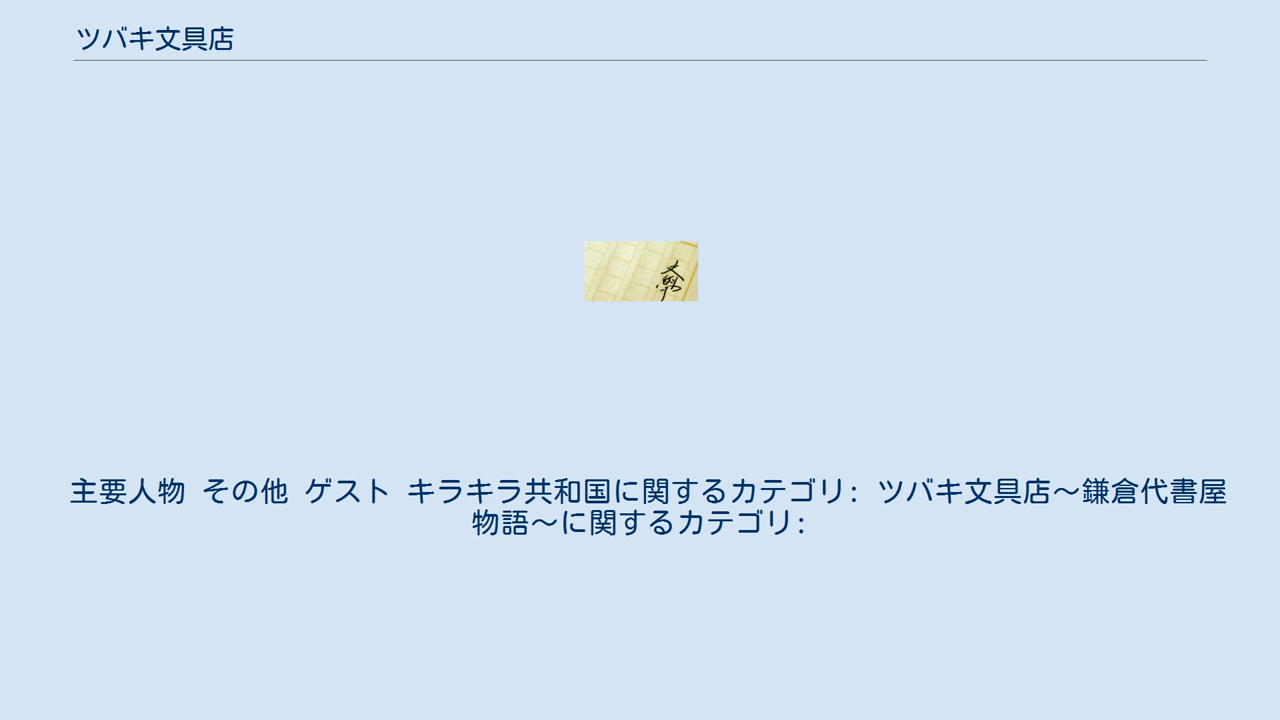 ツバキ文具店
主要人物 その他 ゲスト キラキラ共和国に関するカテゴリ: ツバキ文具店〜鎌倉代書屋
物語〜に関するカテゴリ: